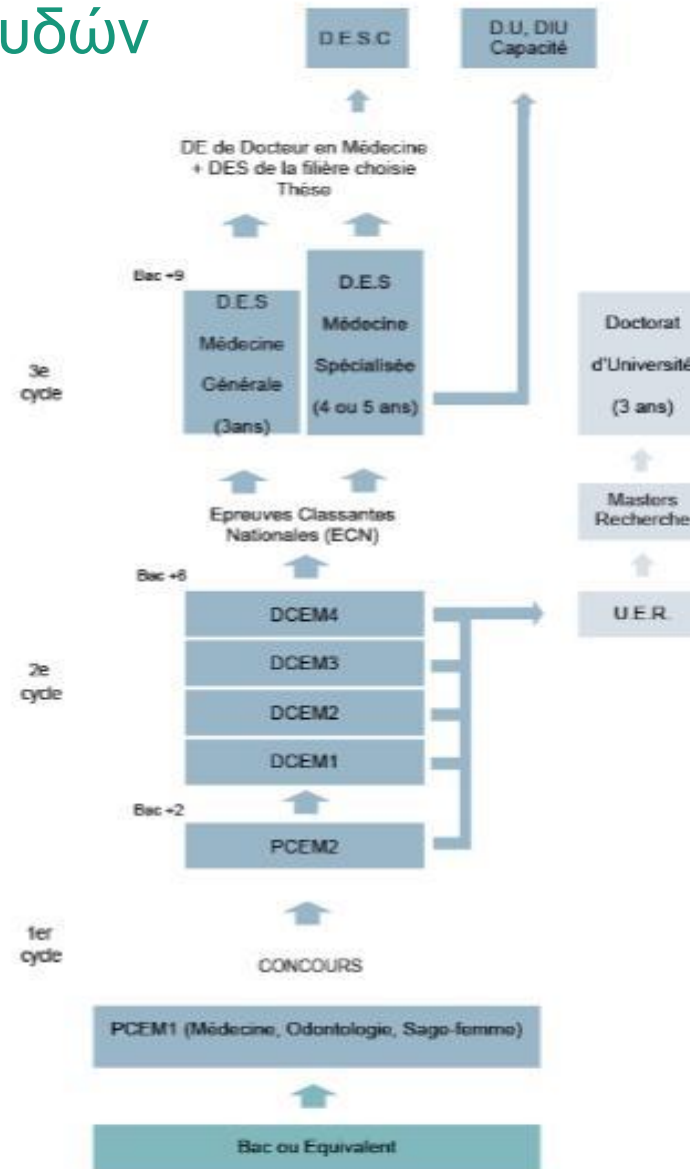 υδών
D.E.S.C
D.U, DIU
Capacité
DE de Docteur en Médecine
+ DES de la filière choisie
Thèse
Bac +9
D.E.S
Médecine
Générale
(3ans)
D.E.S
Médecine
Spécialisée
(4 ou 5 ans)
Doctorat
d'Université
(3 ans)
3e
cycle
Epreuves Classantes
Nationales (ECN)
Masters
Recherche
Bac +6
DCEM4
U.E.R.
DCEM3
2e
cycle
DCEM2
DCEM1
Bac +2
PCEM2
1er
cycle
CONCOURS
PCEM1 (Médecine, Odontologie, Sage-femme)
Bac ou Equivalent